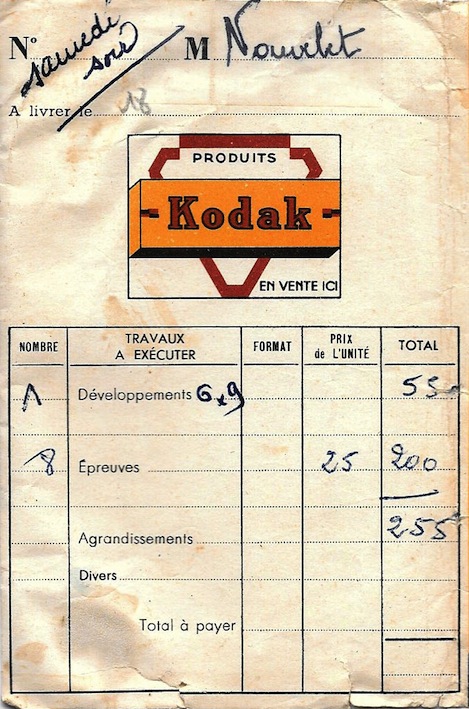 N° samedi soir M Nouvelet
A livrer le 18
PRODUITS
Kodak
EN VENTE ICI
NOMBRE TRAVAUX A EXÉCUTER FORMAT PRIX de L'UNITÉ TOTAL
1 Développements 6x9 55
8 Épreuves 25 200
255
Agrandissements
Divers
Total à payer